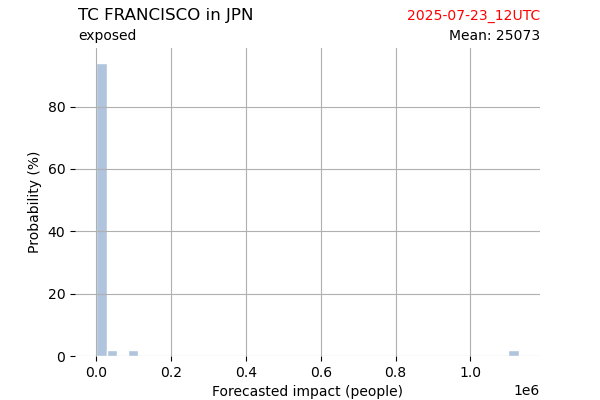 TC FRANCISCO in JPN
2025-07-23_12UTC
exposed
Mean: 25073
Probability (%)
80
60
40
20
0
0.0 0.2 0.4 0.6 0.8 1.0
1e6
Forecasted impact (people)